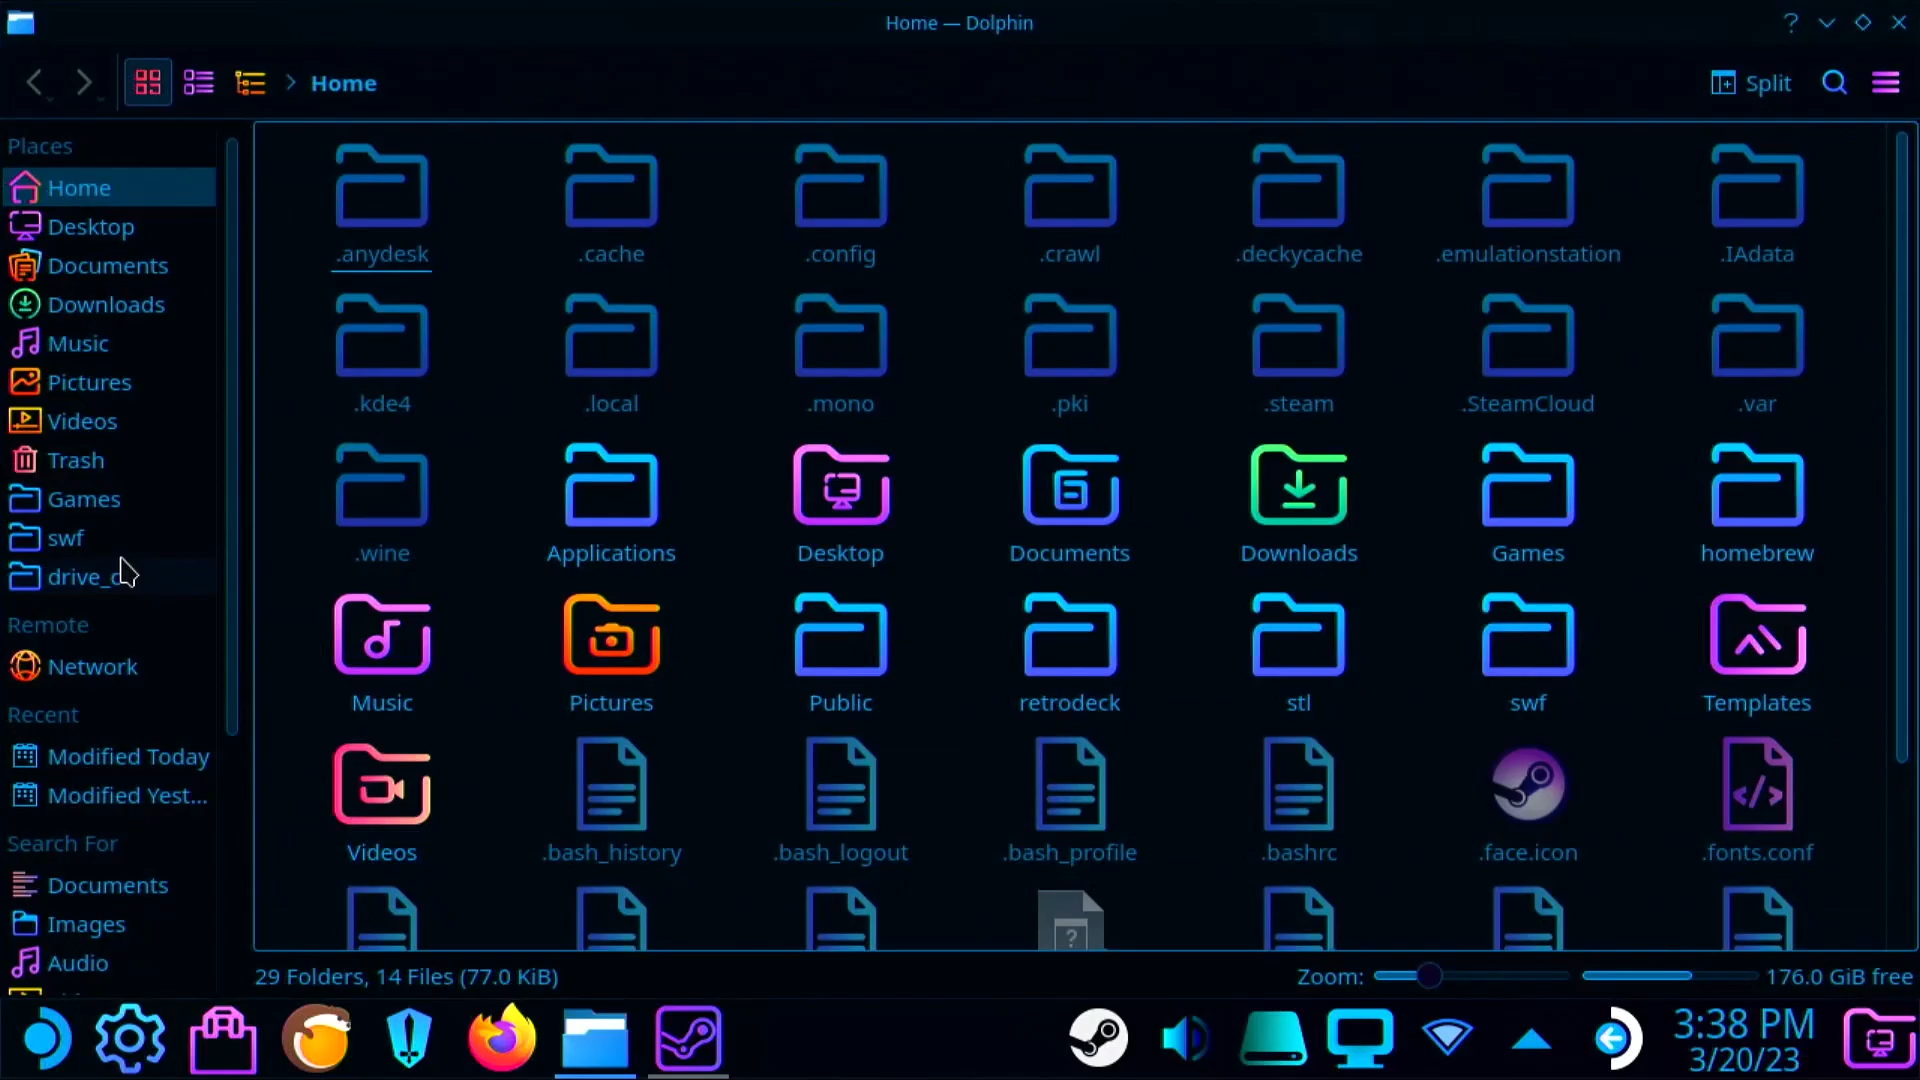 Home — Dolphin
Home
Split
Places
Home
Desktop
Documents
Downloads
Music
Pictures
Videos
Trash
Games
swf
Remote
Network
Recent
Modified Today
Modified Yest...
Search For
Documents
Images
Audio
.anydesk .cache .config .crawl .deckycache .emulationstation .IAdata
.kde4 .local .mono .pki .steam .SteamCloud .var
.wine Applications Desktop Documents Downloads Games homebrew
Music Pictures Public retrodeck stl swf Templates
Videos .bash_history .bash_logout .bash_profile .bashrc .face.icon .fonts.conf
29 Folders, 14 Files (77.0 KiB)
Zoom:
176.0 GiB free
3:38 PM
3/20/23